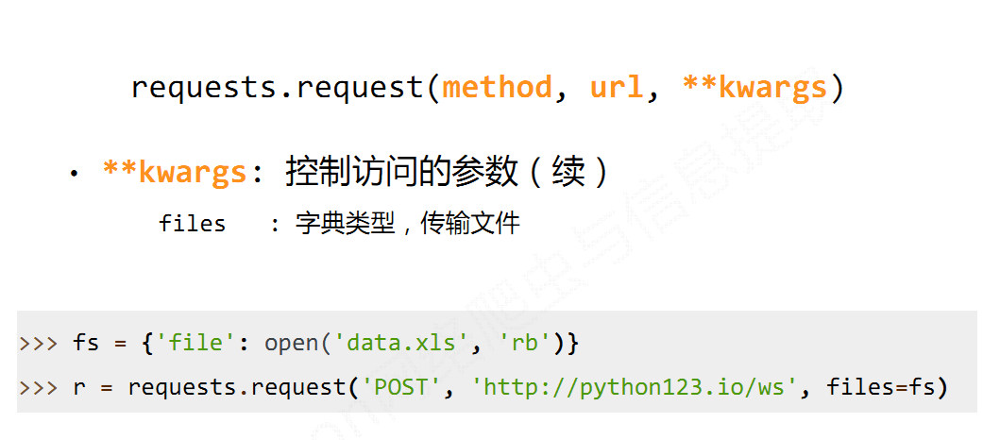 requests.request(method, url, **kwargs)
• **kwargs: 控制访问的参数(续)
files : 字典类型,传输文件
>>> fs = {'file': open('data.xls', 'rb')}
>>> r = requests.request('POST', 'http://python123.io/ws', files=fs)